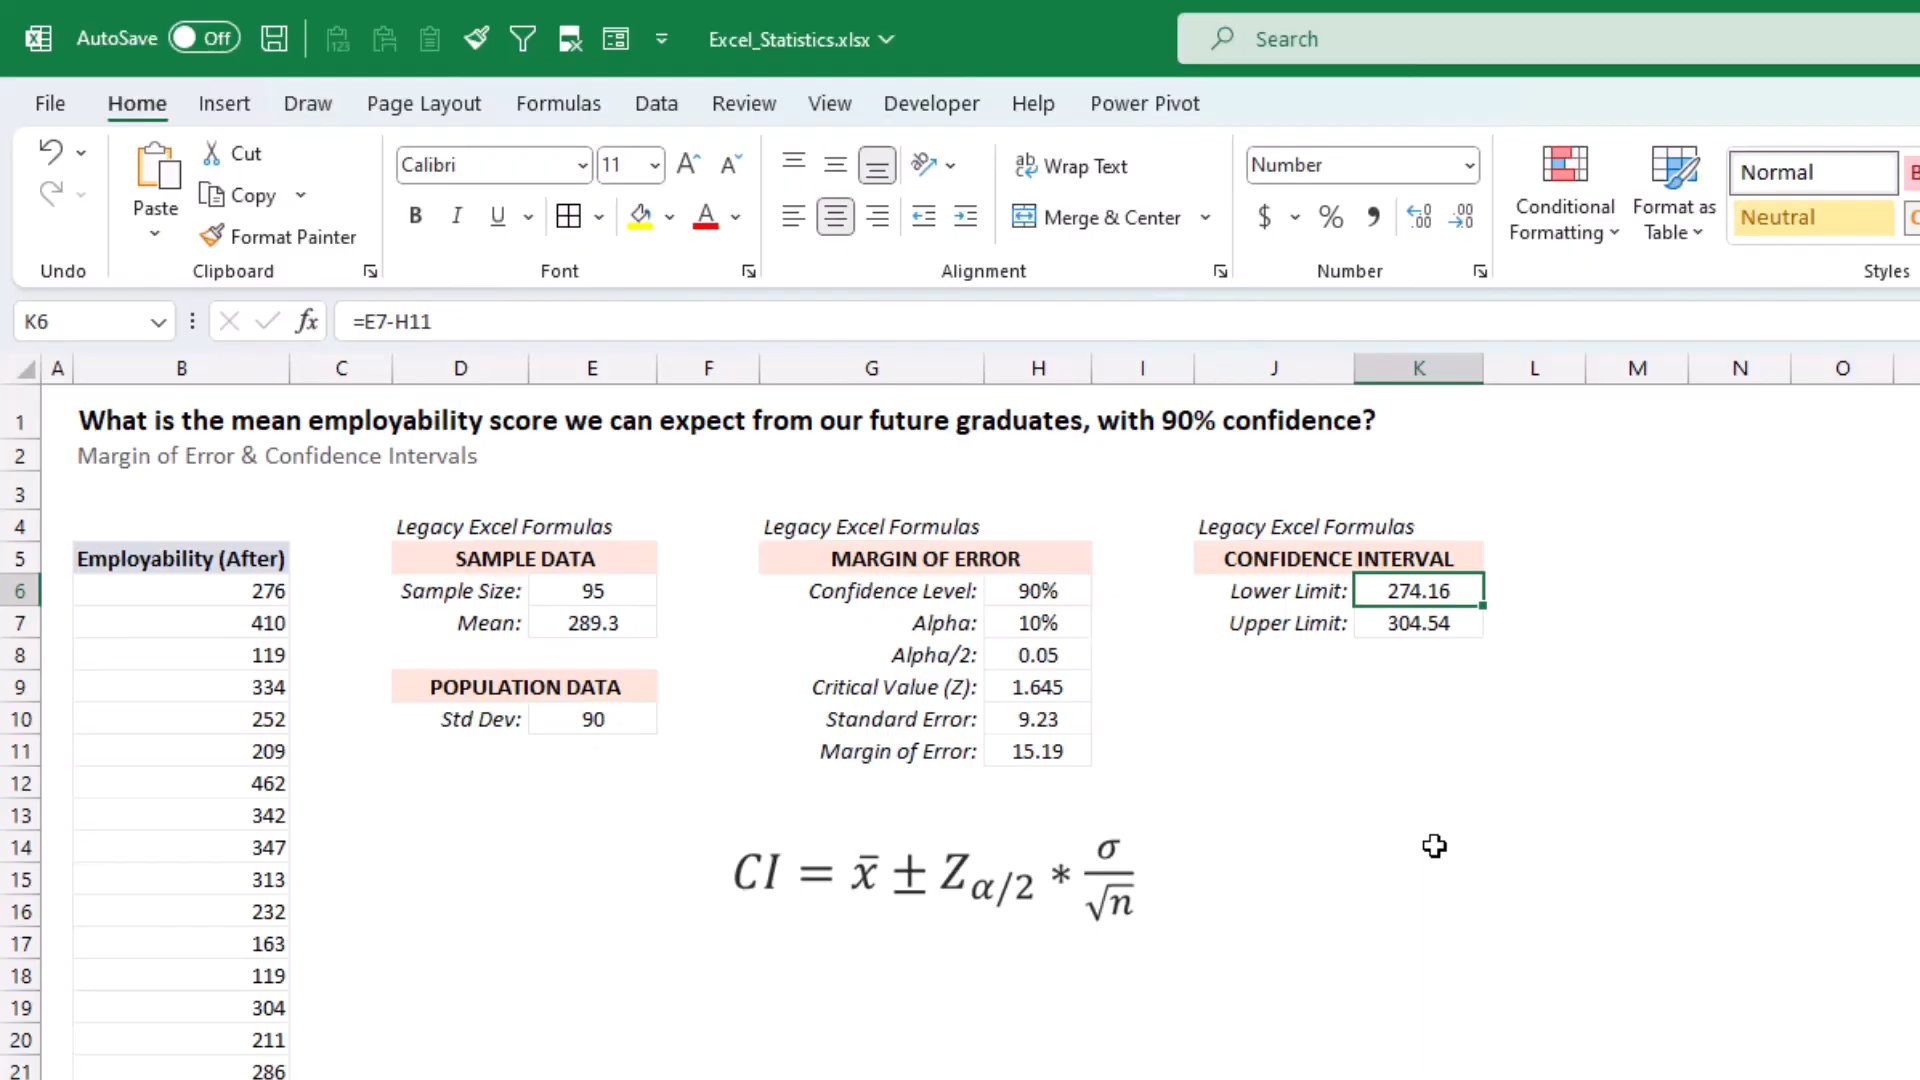 AutoSave Off Excel_Statistics.xlsx Search
File Home Insert Draw Page Layout Formulas Data Review View Developer Help Power Pivot
Paste Cut Copy Format Painter
Calibri 11
B I U A
ab Wrap Text
Merge & Center
Number
$ % 9 .00
Conditional Formatting Format as Table
Normal
Neutral
Undo Clipboard Font Alignment Number Styles
K6 fx =E7-H11
A B C D E F G H I J K L M N O
1 What is the mean employability score we can expect from our future graduates, with 90% confidence?
2 Margin of Error & Confidence Intervals
3
4 Legacy Excel Formulas Legacy Excel Formulas Legacy Excel Formulas
5 Employability (After) SAMPLE DATA MARGIN OF ERROR CONFIDENCE INTERVAL
6 276 Sample Size: 95 Confidence Level: 90% Lower Limit: 274.16
7 410 Mean: 289.3 Alpha: 10% Upper Limit: 304.54
8 119 Alpha/2: 0.05
9 334 POPULATION DATA Critical Value (Z): 1.645
10 252 Std Dev: 90 Standard Error: 9.23
11 209 Margin of Error: 15.19
12 462
13 342
14 347
15 313 CI = x̄ ± Zα/2 * σ/√n
16 232
17 163
18 119
19 304
20 211
21 286